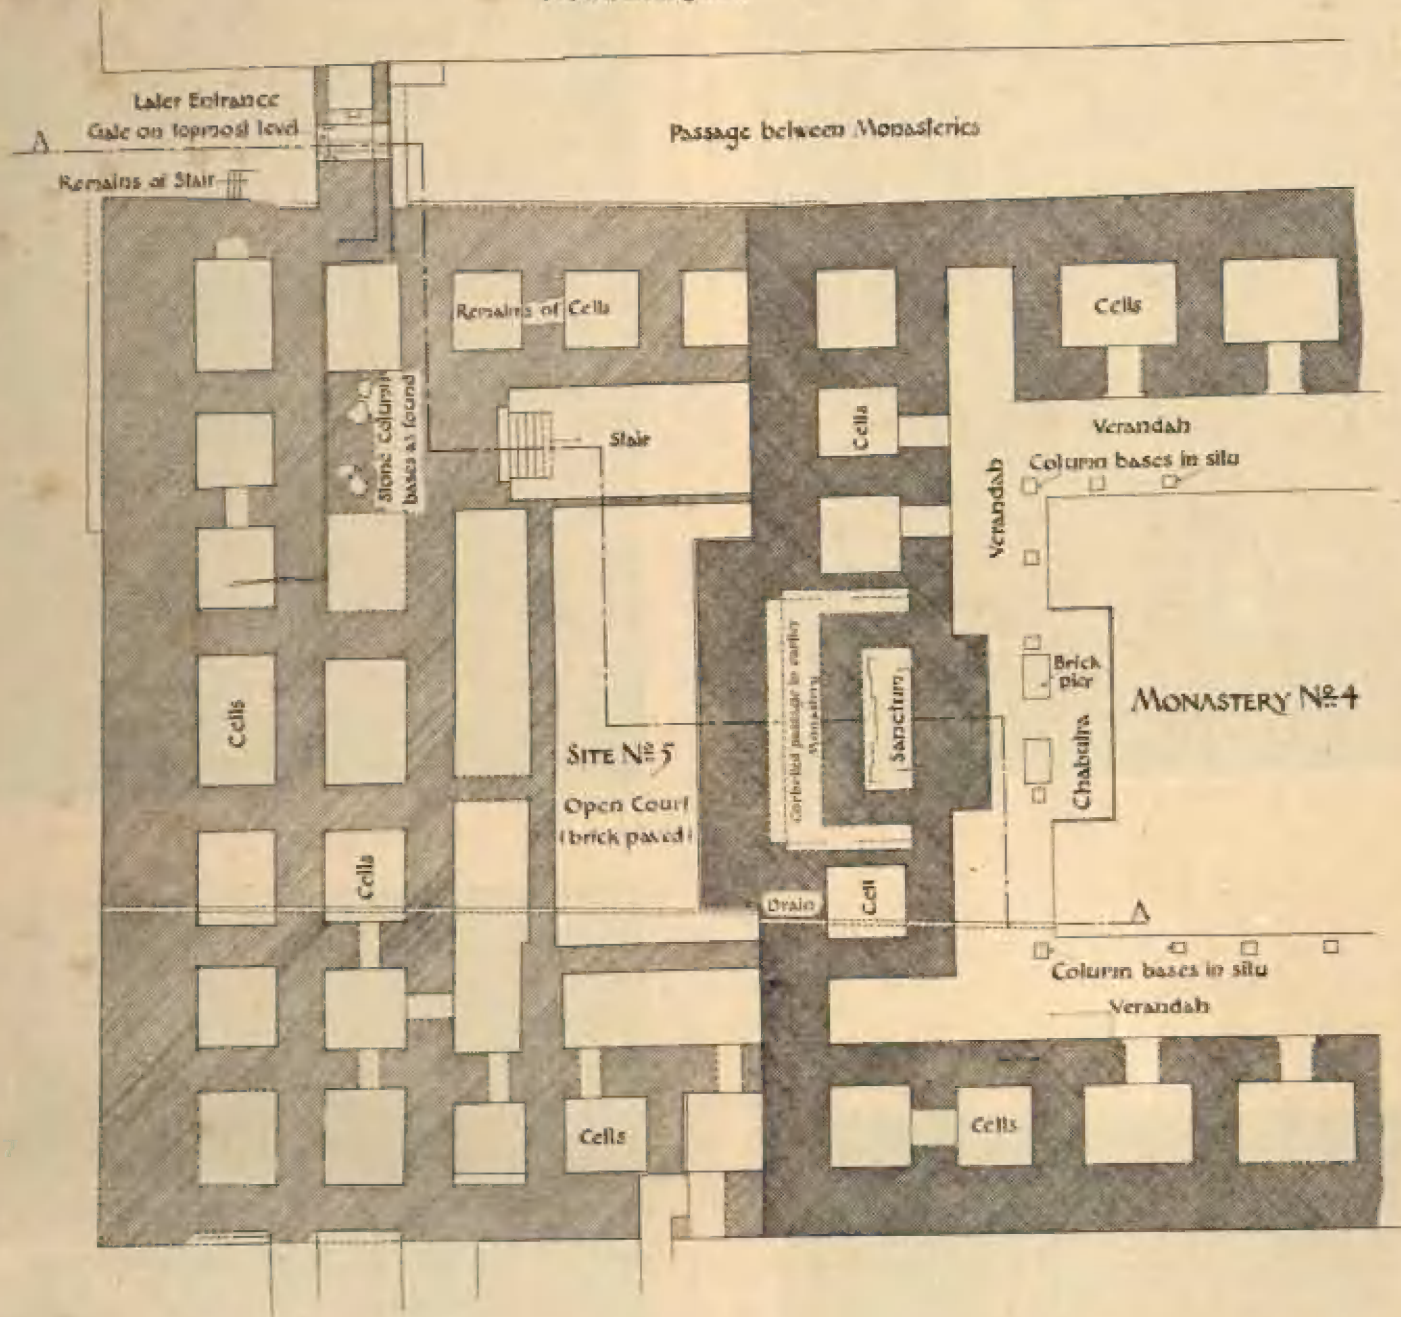 Later Entrance
Gate on topmost level
A
Remains of Stair
Passage between Monasteries
Remains of Cells
Cells
Stone Column
bases as found
Stair
Cells
Verandah
Verandah
Column bases in situ
Corbelled passage in earlier
Monastery
Sanctum
Brick
pier
Chabutra
MONASTERY Nº 4
SITE Nº 5
Open Court
(brick paved)
Cells
Cells
Drain
Cell
A
Column bases in situ
Verandah
Cells
Cells